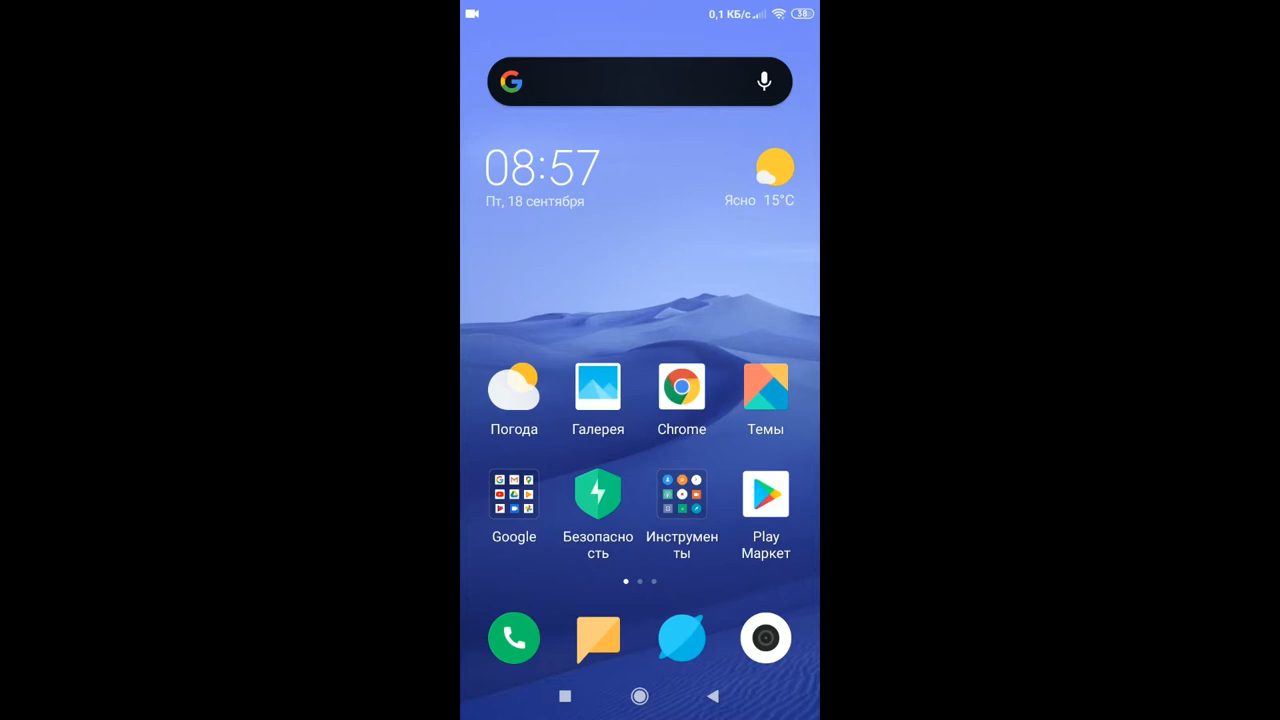 0,1 КБ/с 38
08:57
Пт, 18 сентября
Ясно 15°C
Погода Галерея Chrome Темы
Google Безопасно Инструмен Play
сть ты Маркет